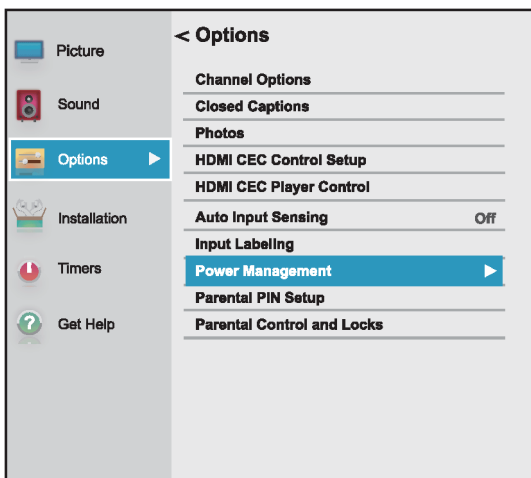 Picture
Sound
Options
Installation
Timers
Get Help
< Options
Channel Options
Closed Captions
Photos
HDMI CEC Control Setup
HDMI CEC Player Control
Auto Input Sensing Off
Input Labeling
Power Management
Parental PIN Setup
Parental Control and Locks